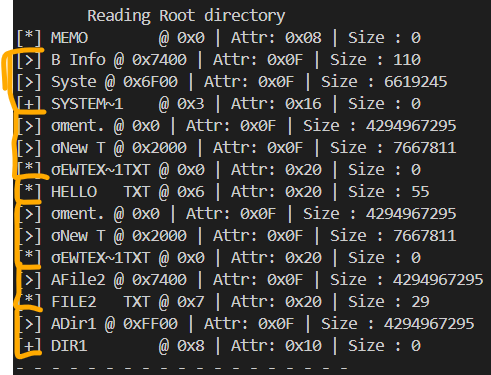 Reading Root directory
[*] MEMO @ 0x0 | Attr: 0x08 | Size : 0
[>] B Info @ 0x7400 | Attr: 0x0F | Size : 110
[>] Syste @ 0x6F00 | Attr: 0x0F | Size : 6619245
[+] SYSTEM~1 @ 0x3 | Attr: 0x16 | Size : 0
[>] σment. @ 0x0 | Attr: 0x0F | Size : 4294967295
[>] σNew T @ 0x2000 | Attr: 0x0F | Size : 7667811
[*] σEWTEX~1TXT @ 0x0 | Attr: 0x20 | Size : 0
[*] HELLO TXT @ 0x6 | Attr: 0x20 | Size : 55
[>] σment. @ 0x0 | Attr: 0x0F | Size : 4294967295
[>] σNew T @ 0x2000 | Attr: 0x0F | Size : 7667811
[*] σEWTEX~1TXT @ 0x0 | Attr: 0x20 | Size : 0
[>] AFile2 @ 0x7400 | Attr: 0x0F | Size : 4294967295
[*] FILE2 TXT @ 0x7 | Attr: 0x20 | Size : 29
[>] ADir1 @ 0xFF00 | Attr: 0x0F | Size : 4294967295
[+] DIR1 @ 0x8 | Attr: 0x10 | Size : 0
- - - - - - - - - - - - - - - - - - - -